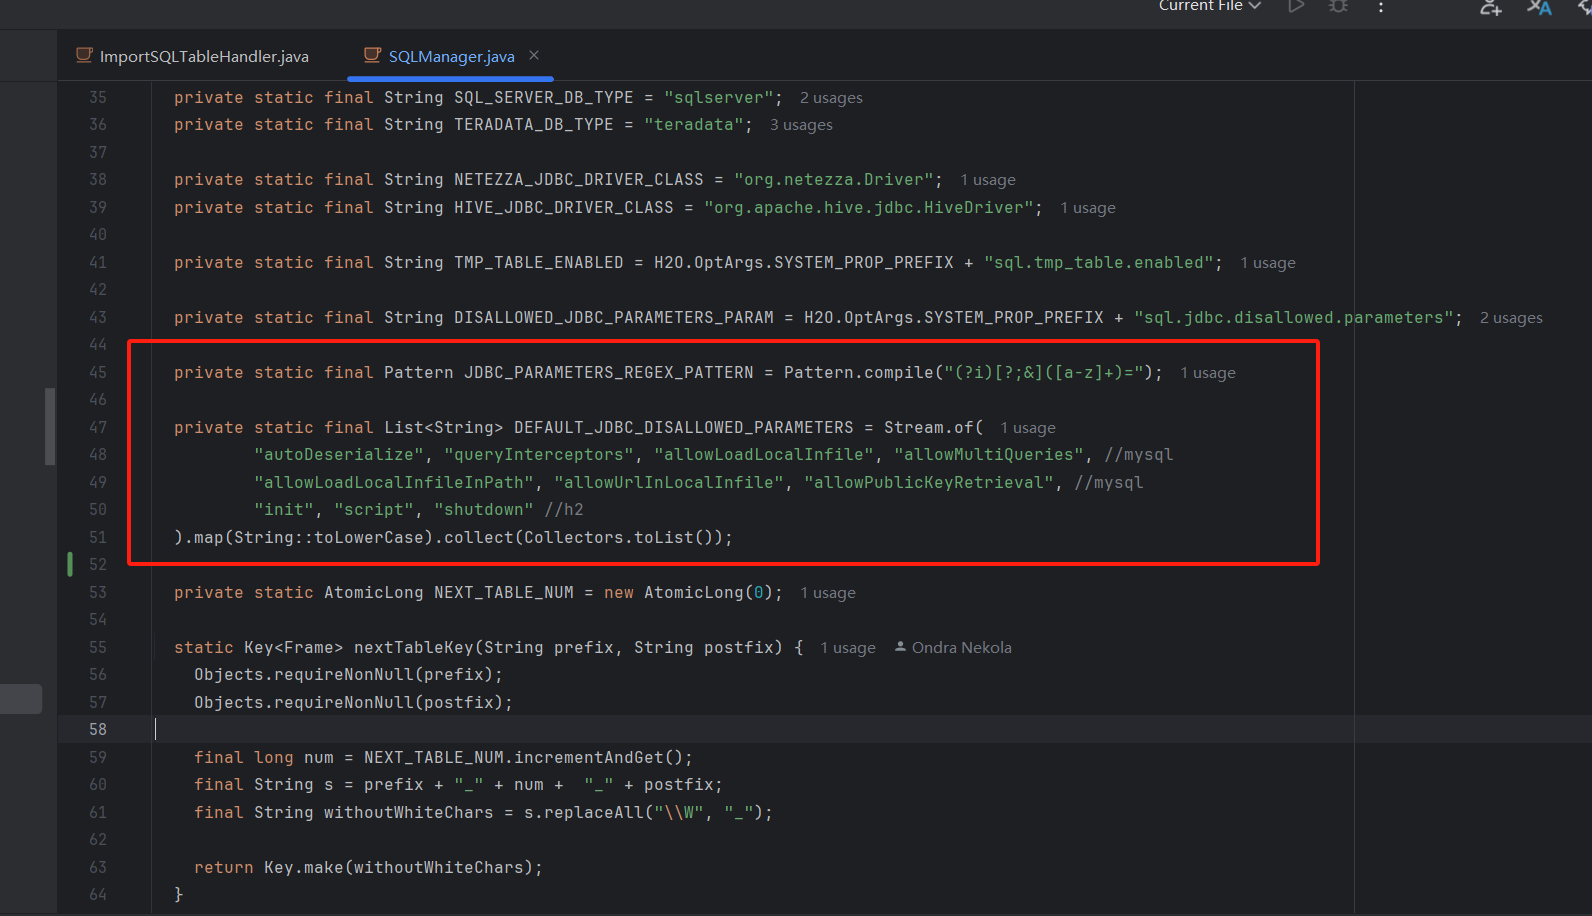 Current File
ImportSQLTableHandler.java
SQLManager.java
35 private static final String SQL_SERVER_DB_TYPE = "sqlserver"; 2 usages
36 private static final String TERADATA_DB_TYPE = "teradata"; 3 usages
37
38 private static final String NETEZZA_JDBC_DRIVER_CLASS = "org.netezza.Driver"; 1 usage
39 private static final String HIVE_JDBC_DRIVER_CLASS = "org.apache.hive.jdbc.HiveDriver"; 1 usage
40
41 private static final String TMP_TABLE_ENABLED = H2O.OptArgs.SYSTEM_PROP_PREFIX + "sql.tmp_table.enabled"; 1 usage
42
43 private static final String DISALLOWED_JDBC_PARAMETERS_PARAM = H2O.OptArgs.SYSTEM_PROP_PREFIX + "sql.jdbc.disallowed.parameters"; 2 usages
44
45 private static final Pattern JDBC_PARAMETERS_REGEX_PATTERN = Pattern.compile("(?i)[?;&]([a-z]+)="); 1 usage
46
47 private static final List<String> DEFAULT_JDBC_DISALLOWED_PARAMETERS = Stream.of( 1 usage
48 "autoDeserialize", "queryInterceptors", "allowLoadLocalInfile", "allowMultiQueries", //mysql
49 "allowLoadLocalInfileInPath", "allowUrlInLocalInfile", "allowPublicKeyRetrieval", //mysql
50 "init", "script", "shutdown" //h2
51 ).map(String::toLowerCase).collect(Collectors.toList());
52
53 private static AtomicLong NEXT_TABLE_NUM = new AtomicLong(0); 1 usage
54
55 static Key<Frame> nextTableKey(String prefix, String postfix) { 1 usage Ondra Nekola
56 Objects.requireNonNull(prefix);
57 Objects.requireNonNull(postfix);
58
59 final long num = NEXT_TABLE_NUM.incrementAndGet();
60 final String s = prefix + "_" + num +  "_" + postfix;
61 final String withoutWhiteChars = s.replaceAll("\\W", "_");
62
63 return Key.make(withoutWhiteChars);
64 }